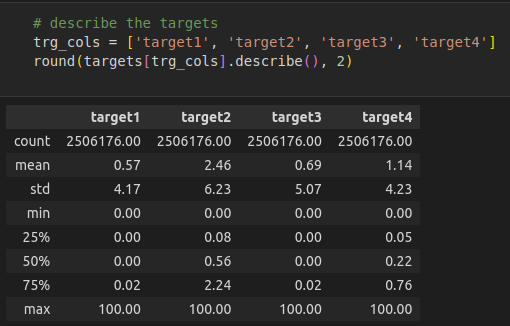 # describe the targets
trg_cols = ['target1', 'target2', 'target3', 'target4']
round(targets[trg_cols].describe(), 2)
target1 target2 target3 target4
count 2506176.00 2506176.00 2506176.00 2506176.00
mean 0.57 2.46 0.69 1.14
std 4.17 6.23 5.07 4.23
min 0.00 0.00 0.00 0.00
25% 0.00 0.08 0.00 0.05
50% 0.00 0.56 0.00 0.22
75% 0.02 2.24 0.02 0.76
max 100.00 100.00 100.00 100.00